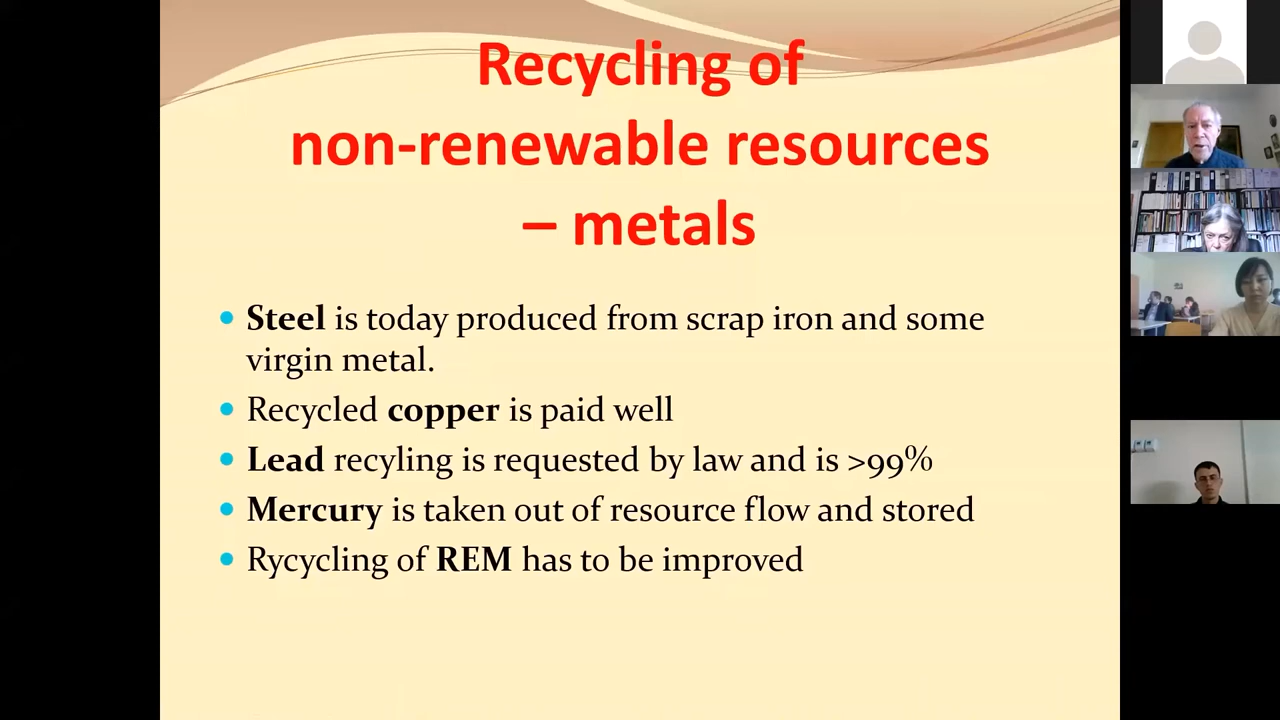 Recycling of
non-renewable resources
– metals
• Steel is today produced from scrap iron and some
virgin metal.
• Recycled copper is paid well
• Lead recyling is requested by law and is >99%
• Mercury is taken out of resource flow and stored
• Rycycling of REM has to be improved